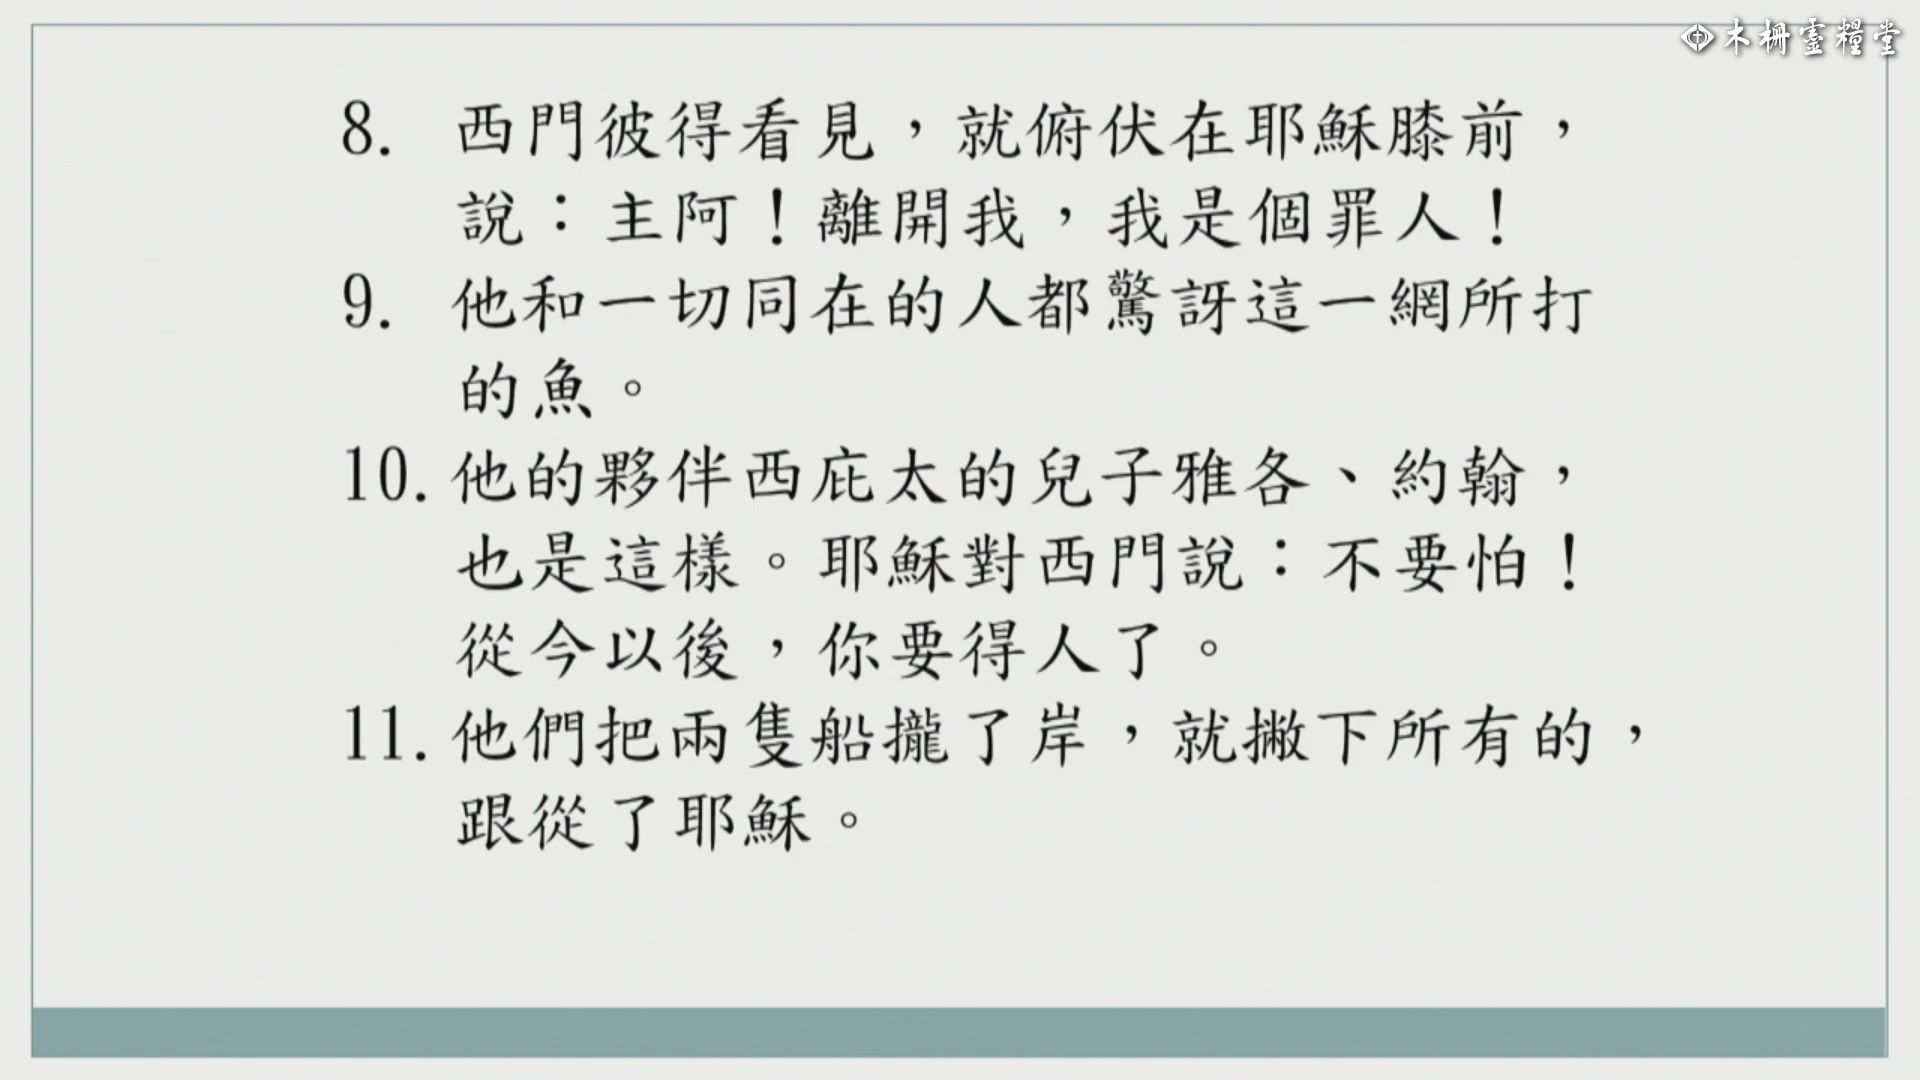 木柵靈糧堂
8. 西門彼得看見，就俯伏在耶穌膝前，
說：主阿！離開我，我是個罪人！
9. 他和一切同在的人都驚訝這一網所打
的魚。
10. 他的夥伴西庇太的兒子雅各、約翰，
也是這樣。耶穌對西門說：不要怕！
從今以後，你要得人了。
11. 他們把兩隻船攏了岸，就撇下所有的，
跟從了耶穌。